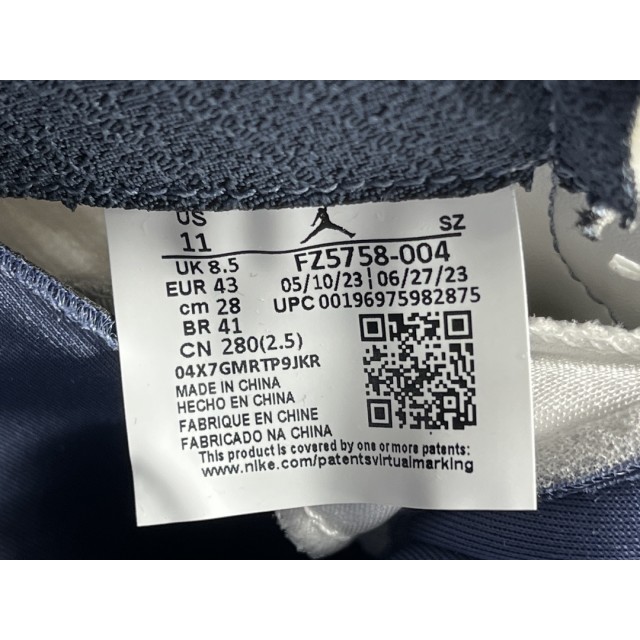 US
11
SZ
UK 8.5
FZ5758-004
EUR 43
05/10/23 | 06/27/23
cm 28
UPC 00196975982875
BR 41
CN 280(2.5)
04X7GMRTP9JKR
MADE IN CHINA
HECHO EN CHINA
FABRIQUE EN CHINE
FABRICADO NA CHINA
This product is covered by one or more patents:
www.nike.com/patentsvirtualmarking